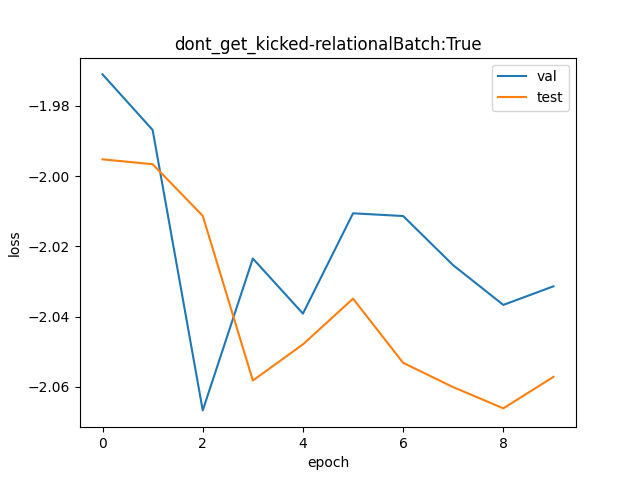 dont_get_kicked-relationalBatch:True
val
test
−1.98
−2.00
−2.02
−2.04
−2.06
loss
0
2
4
6
8
epoch